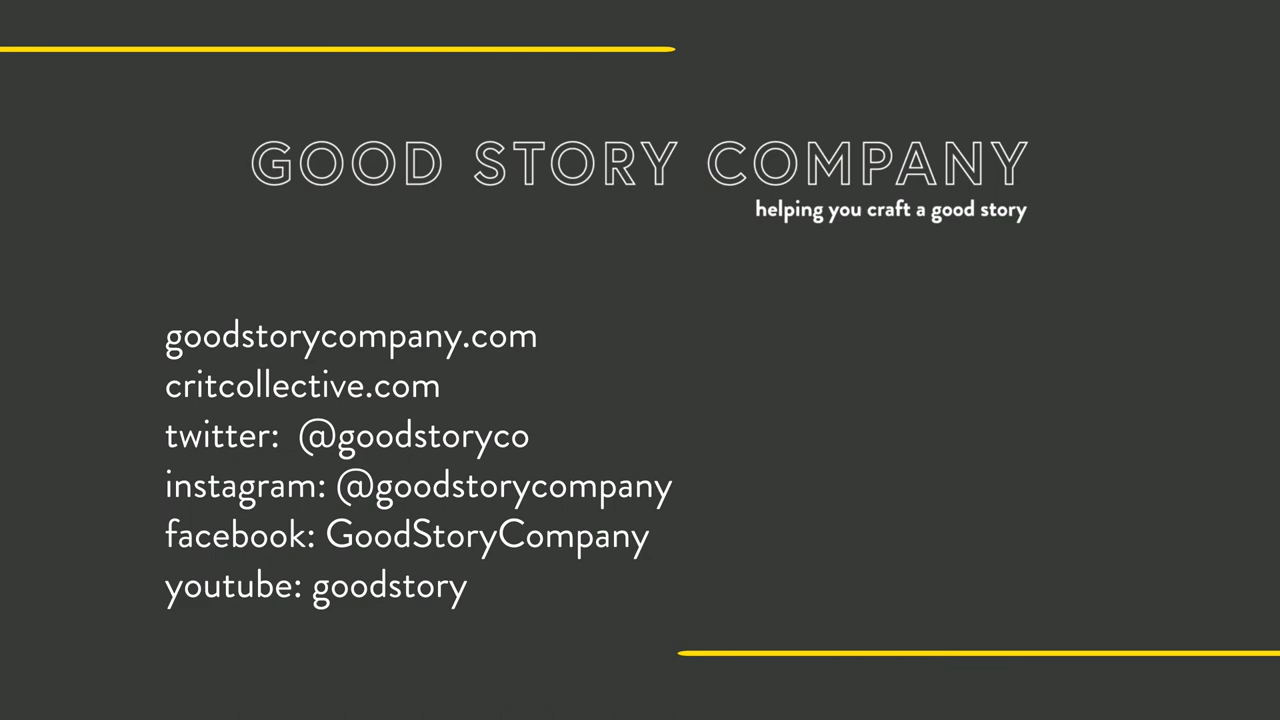 GOOD STORY COMPANY
helping you craft a good story
goodstorycompany.com
critcollective.com
twitter:  @goodstoryco
instagram: @goodstorycompany
facebook: GoodStoryCompany
youtube: goodstory